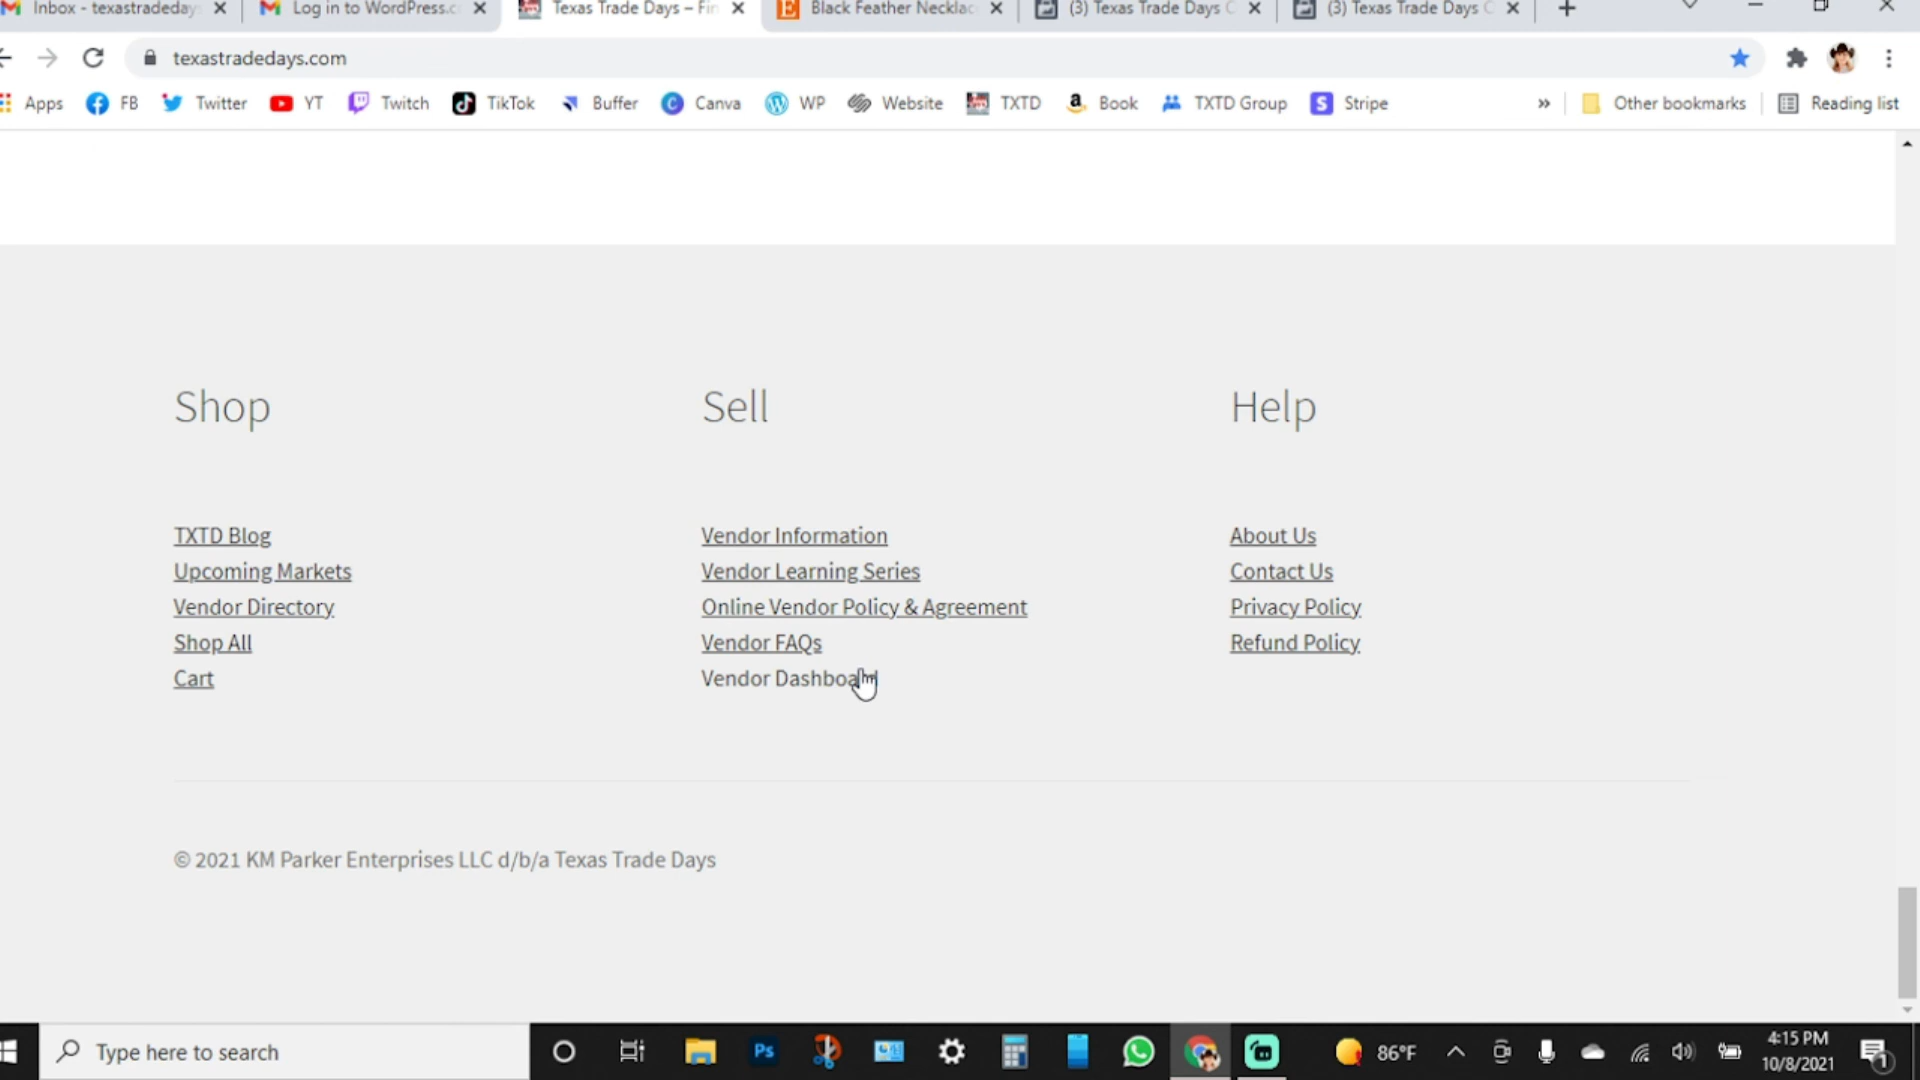 Inbox - texastradeday
Log in to WordPress.c
Texas Trade Days – Fin
Black Feather Necklac
(3) Texas Trade Days C
(3) Texas Trade Days C
texastradedays.com
Apps
FB
Twitter
YT
Twitch
TikTok
Buffer
Canva
WP
Website
TXTD
Book
TXTD Group
Stripe
»
Other bookmarks
Reading list
Shop
TXTD Blog
Upcoming Markets
Vendor Directory
Shop All
Cart
Sell
Vendor Information
Vendor Learning Series
Online Vendor Policy & Agreement
Vendor FAQs
Vendor Dashboard
Help
About Us
Contact Us
Privacy Policy
Refund Policy
© 2021 KM Parker Enterprises LLC d/b/a Texas Trade Days
Type here to search
Ps
86°F
4:15 PM
10/8/2021
1